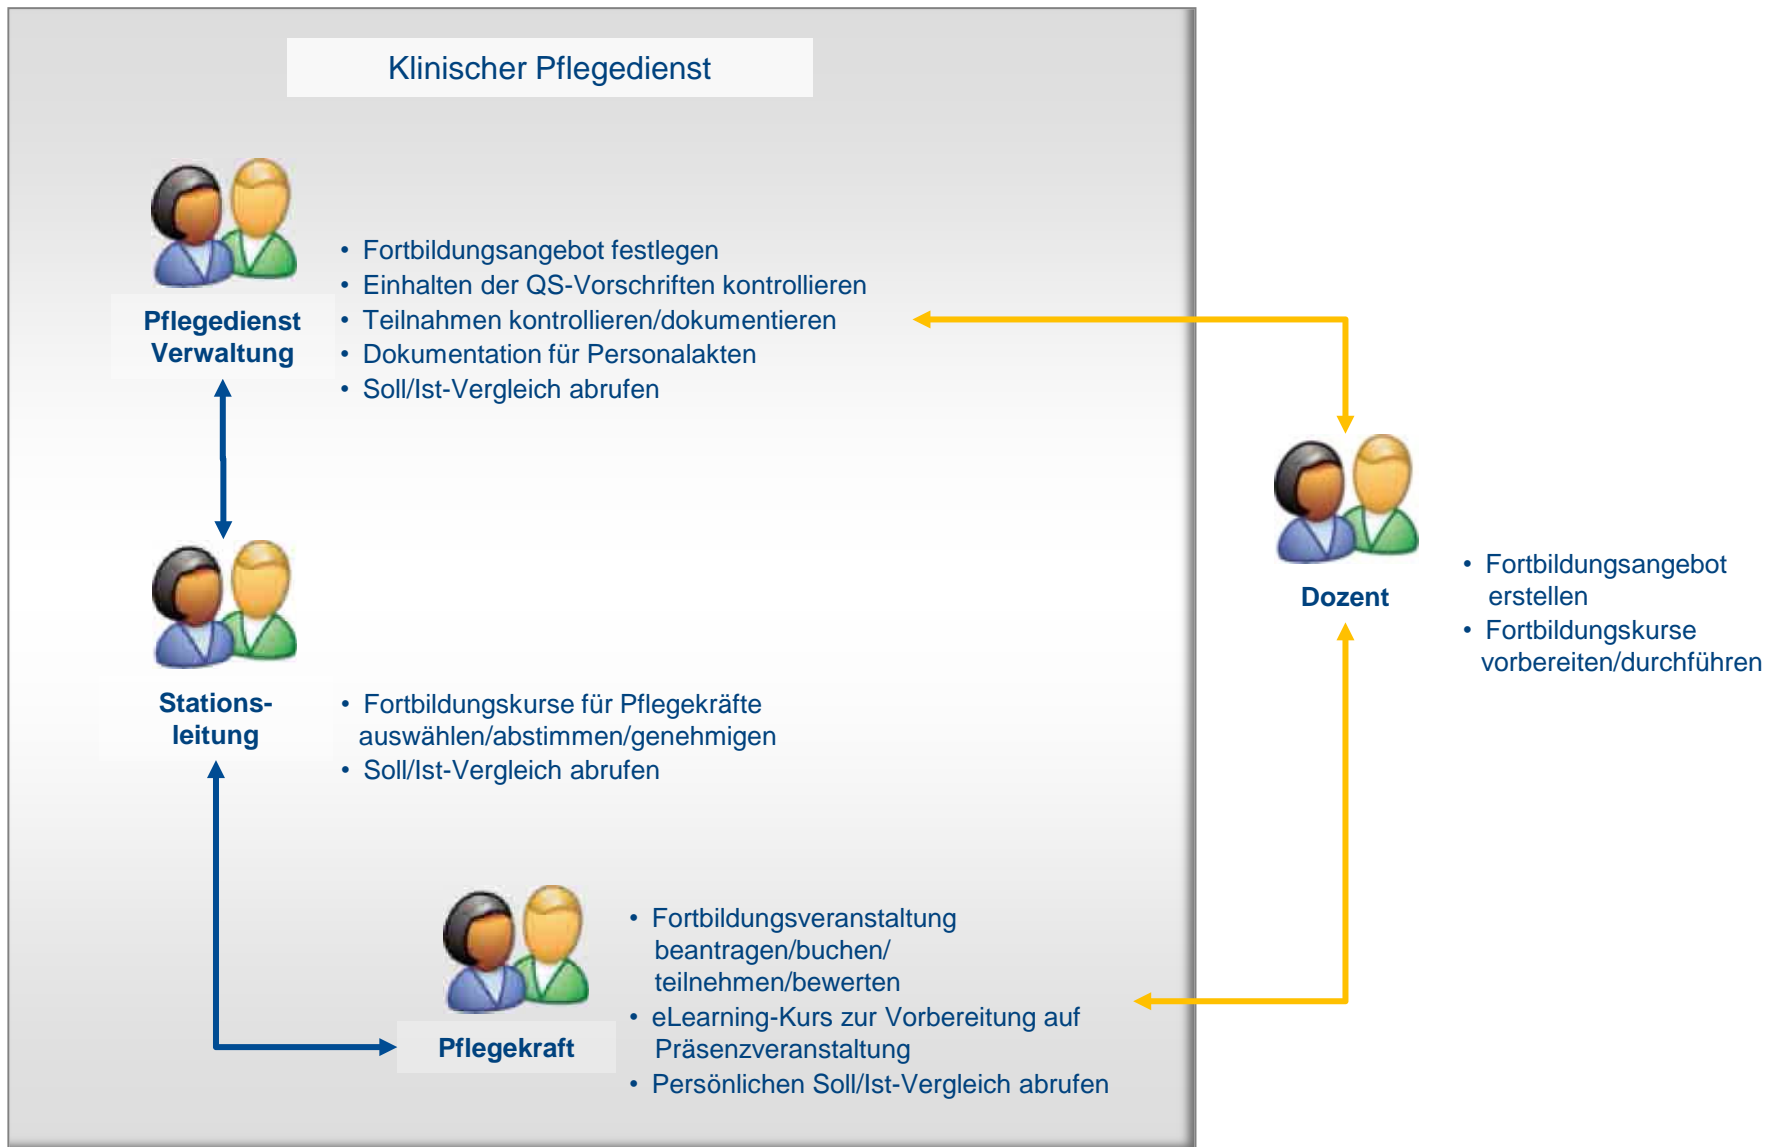 Klinischer Pflegedienst
Pflegedienst
Verwaltung
• Fortbildungsangebot festlegen
• Einhalten der QS-Vorschriften kontrollieren
• Teilnahmen kontrollieren/dokumentieren
• Dokumentation für Personalakten
• Soll/Ist-Vergleich abrufen
Dozent
• Fortbildungsangebot
erstellen
• Fortbildungskurse
vorbereiten/durchführen
Stations-
leitung
• Fortbildungskurse für Pflegekräfte
auswählen/abstimmen/genehmigen
• Soll/Ist-Vergleich abrufen
Pflegekraft
• Fortbildungsveranstaltung
beantragen/buchen/
teilnehmen/bewerten
• eLearning-Kurs zur Vorbereitung auf
Präsenzveranstaltung
• Persönlichen Soll/Ist-Vergleich abrufen